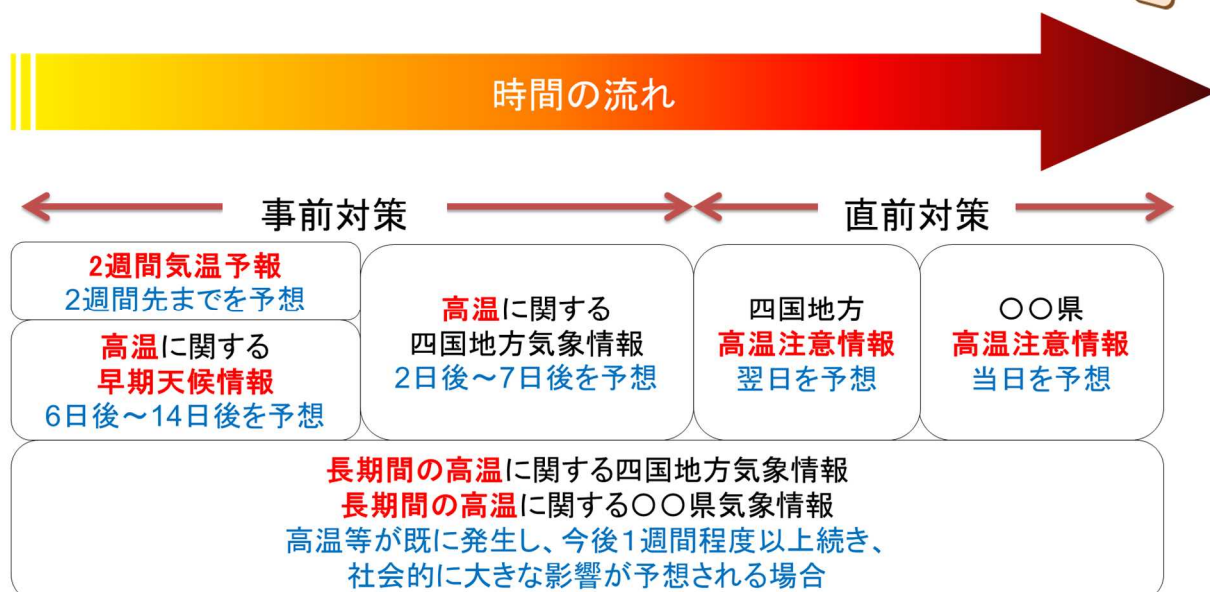 時間の流れ
事前対策
直前対策
2週間気温予報
2週間先までを予想
高温に関する
早期天候情報
6日後～14日後を予想
高温に関する
四国地方気象情報
2日後～7日後を予想
四国地方
高温注意情報
翌日を予想
○○県
高温注意情報
当日を予想
長期間の高温に関する四国地方気象情報
長期間の高温に関する○○県気象情報
高温等が既に発生し、今後１週間程度以上続き、
社会的に大きな影響が予想される場合